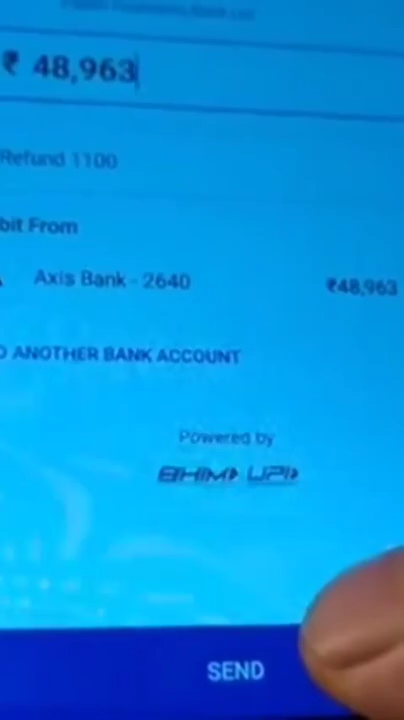 ₹ 48,963
Refund 1100
bit From
Axis Bank - 2640 ₹48,963
ANOTHER BANK ACCOUNT
Powered by
BHIM UPI
SEND